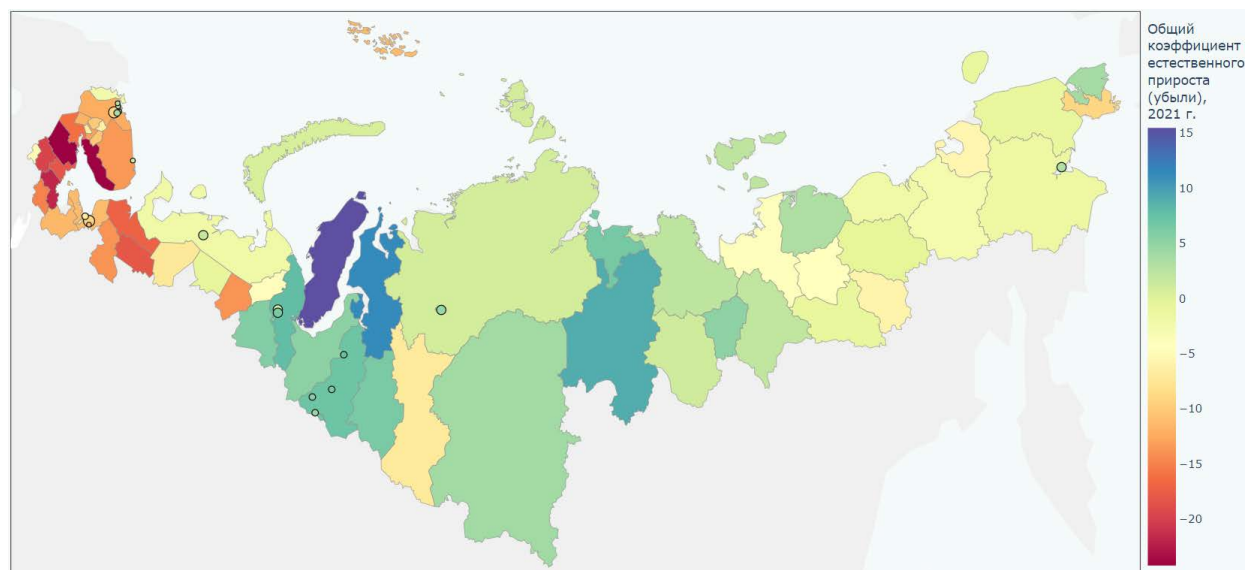 Общий
коэффициент
естественного
прироста
(убыли),
2021 г.
15
10
5
0
−5
−10
−15
−20